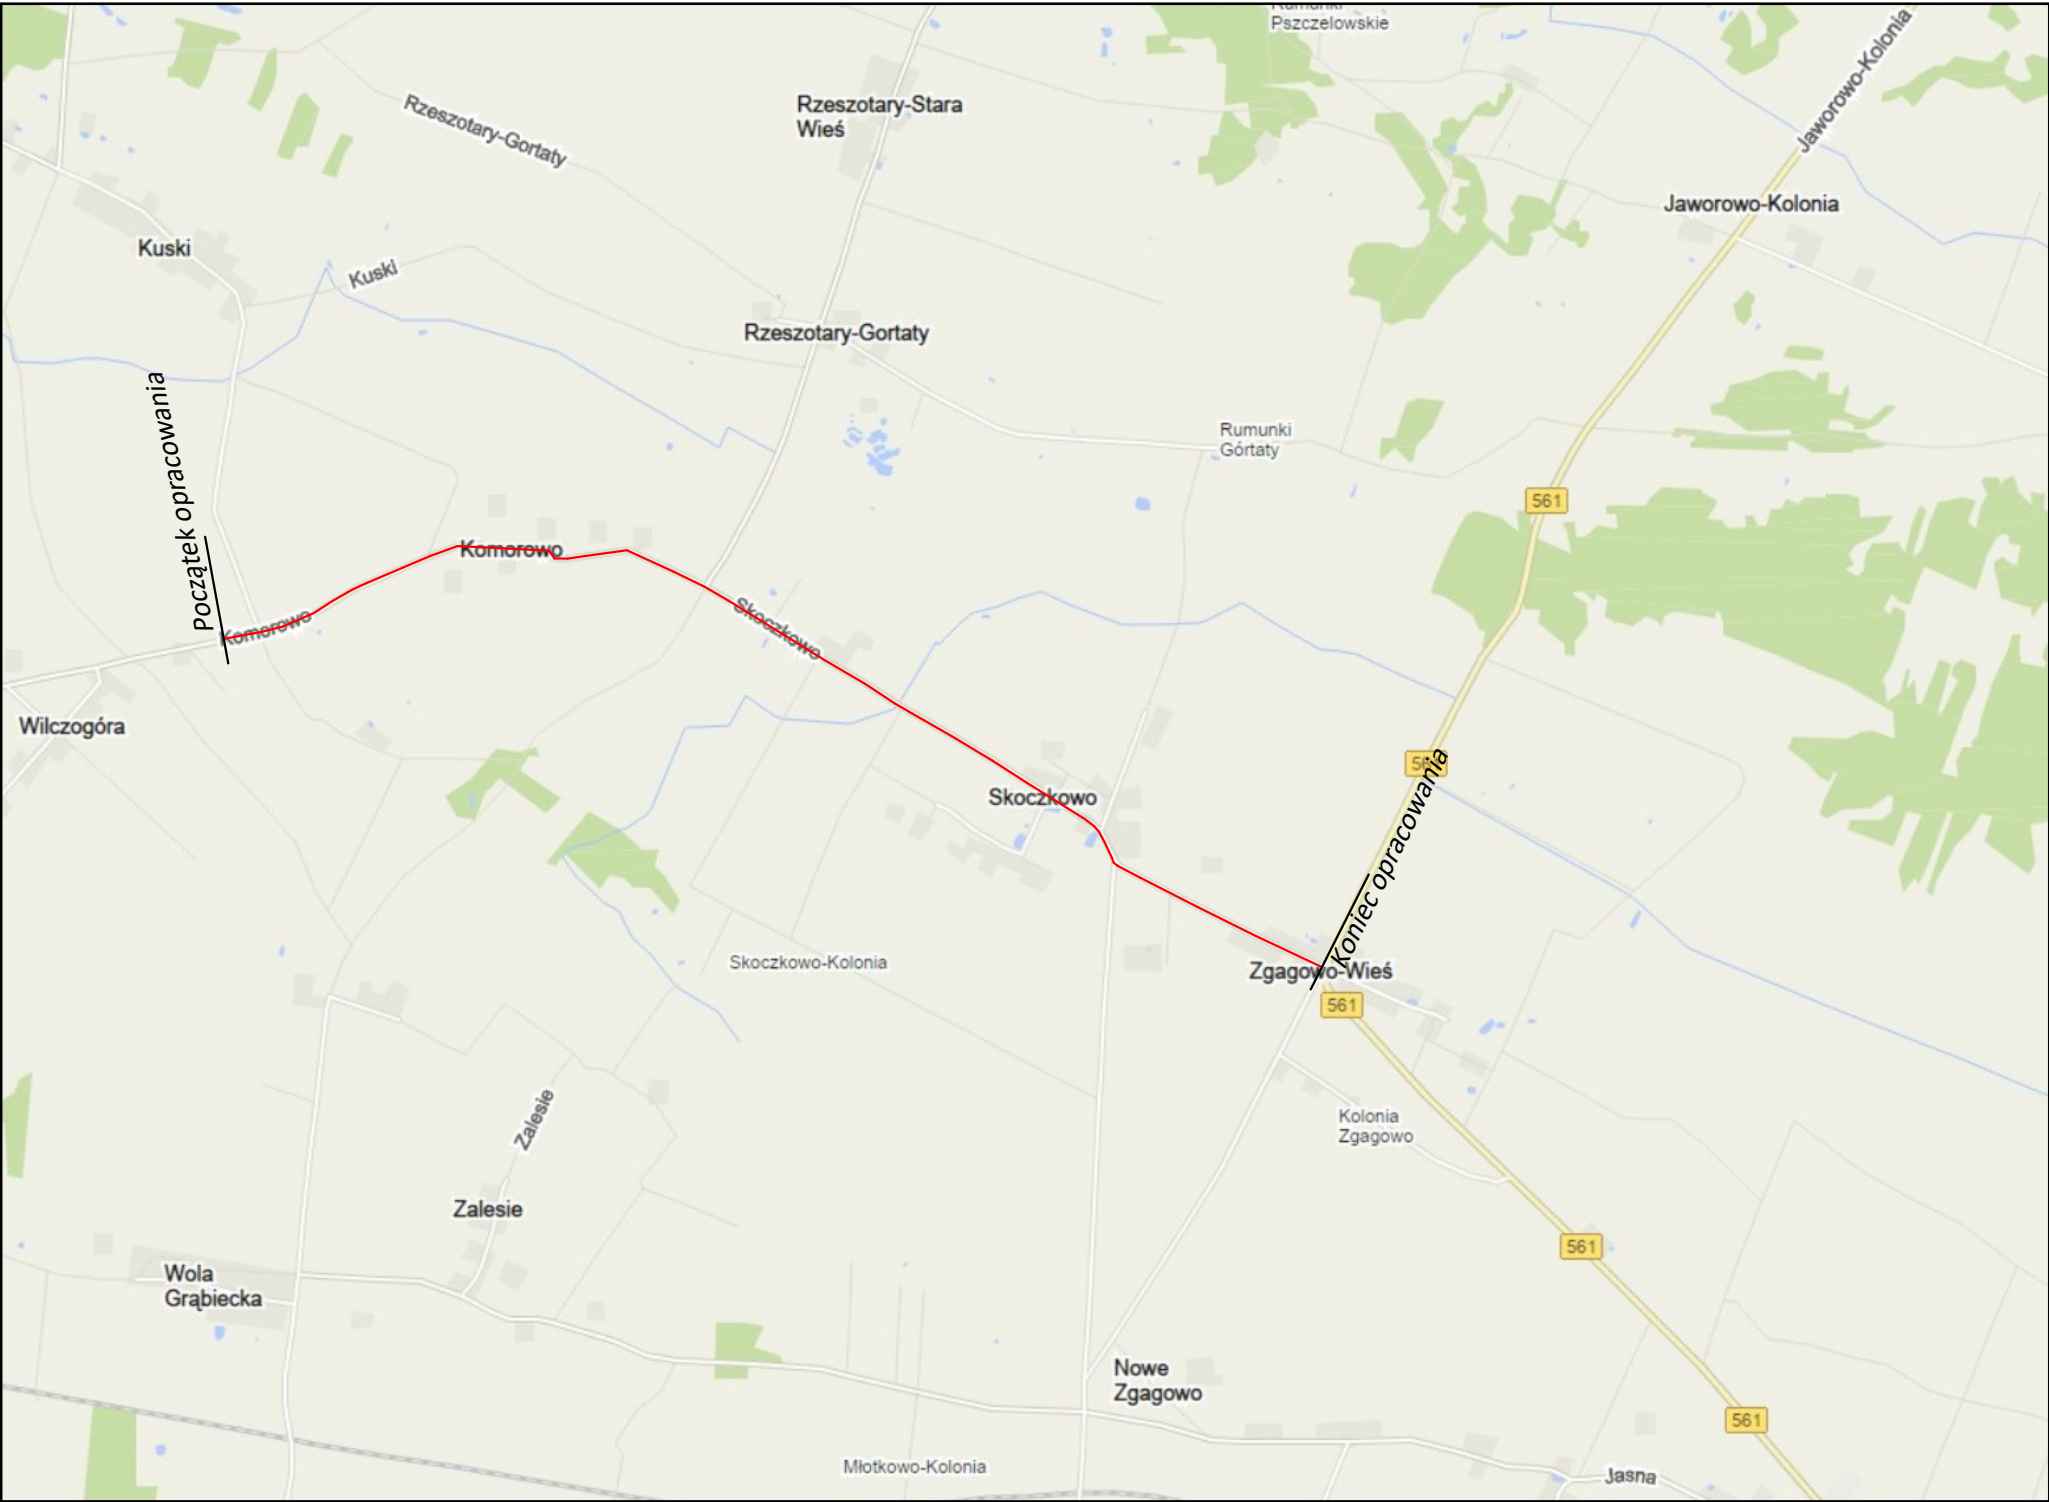 Rumunki
Pszczelowskie
Jaworowo-Kolonia
Rzeszotary-Gortaty
Rzeszotary-Stara
Wieś
Jaworowo-Kolonia
Kuski
Kuski
Rzeszotary-Gortaty
Rumunki
Górtaty
Początek opracowania
561
Komorowo
Komorowo
Skoczkowo
Wilczogóra
561
Skoczkowo
Koniec opracowania
Skoczkowo-Kolonia
Zgagowo-Wieś
561
Zalesie
Kolonia
Zgagowo
Zalesie
561
Wola
Grąbiecka
Nowe
Zgagowo
561
Młotkowo-Kolonia
Jasna